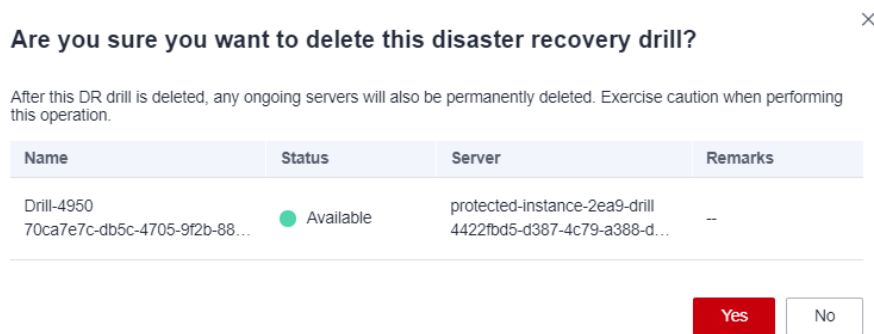 Are you sure you want to delete this disaster recovery drill?
After this DR drill is deleted, any ongoing servers will also be permanently deleted. Exercise caution when performing
this operation.
Name Status Server Remarks
Drill-4950 Available protected-instance-2ea9-drill --
70ca7e7c-db5c-4705-9f2b-88... 4422fbd5-d387-4c79-a388-d...
Yes No